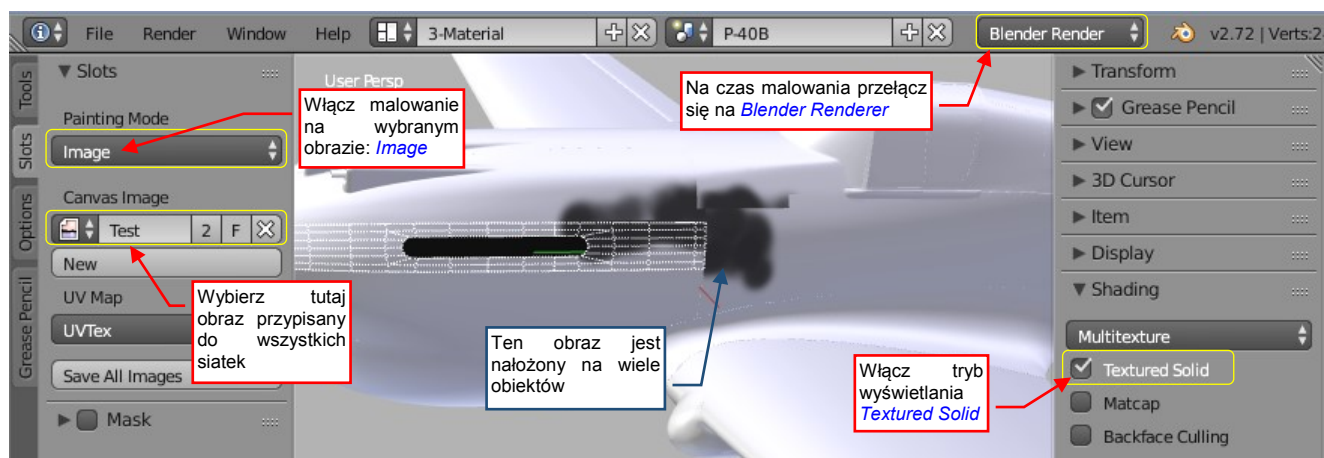 File Render Window Help 3-Material P-40B Blender Render v2.72 | Verts:2
Tools
Slots
Options
Grease Pencil
Slots
Painting Mode
Image
Canvas Image
Test 2 F
New
UV Map
UVTex
Save All Images
Mask
User Persp
Włącz malowanie
na wybranym
obrazie: Image
Wybierz tutaj
obraz przypisany
do wszystkich
siatek
Na czas malowania przełącz
się na Blender Renderer
Ten obraz jest
nałożony na wiele
obiektów
Włącz tryb
wyświetlania
Textured Solid
Transform
Grease Pencil
View
3D Cursor
Item
Display
Shading
Multitexture
Textured Solid
Matcap
Backface Culling